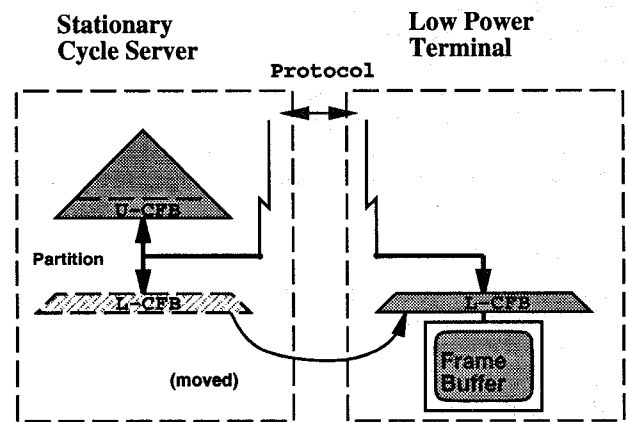 Stationary
Cycle Server
Low Power
Terminal
Protocol
U-CFB
Partition
L-CFB
L-CFB
Frame
Buffer
(moved)